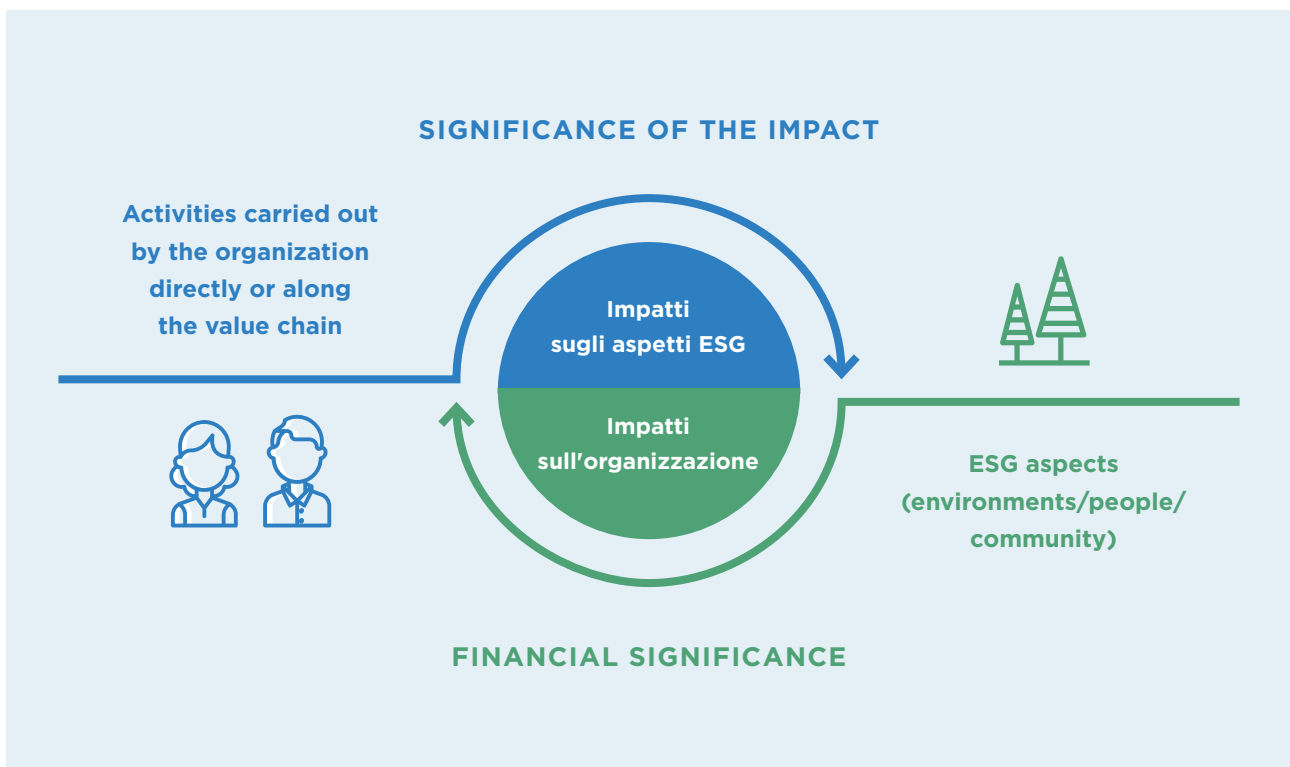 SIGNIFICANCE OF THE IMPACT
Activities carried out
by the organization
directly or along
the value chain
Impatti
sugli aspetti ESG
Impatti
sull'organizzazione
ESG aspects
(environments/people/
community)
FINANCIAL SIGNIFICANCE